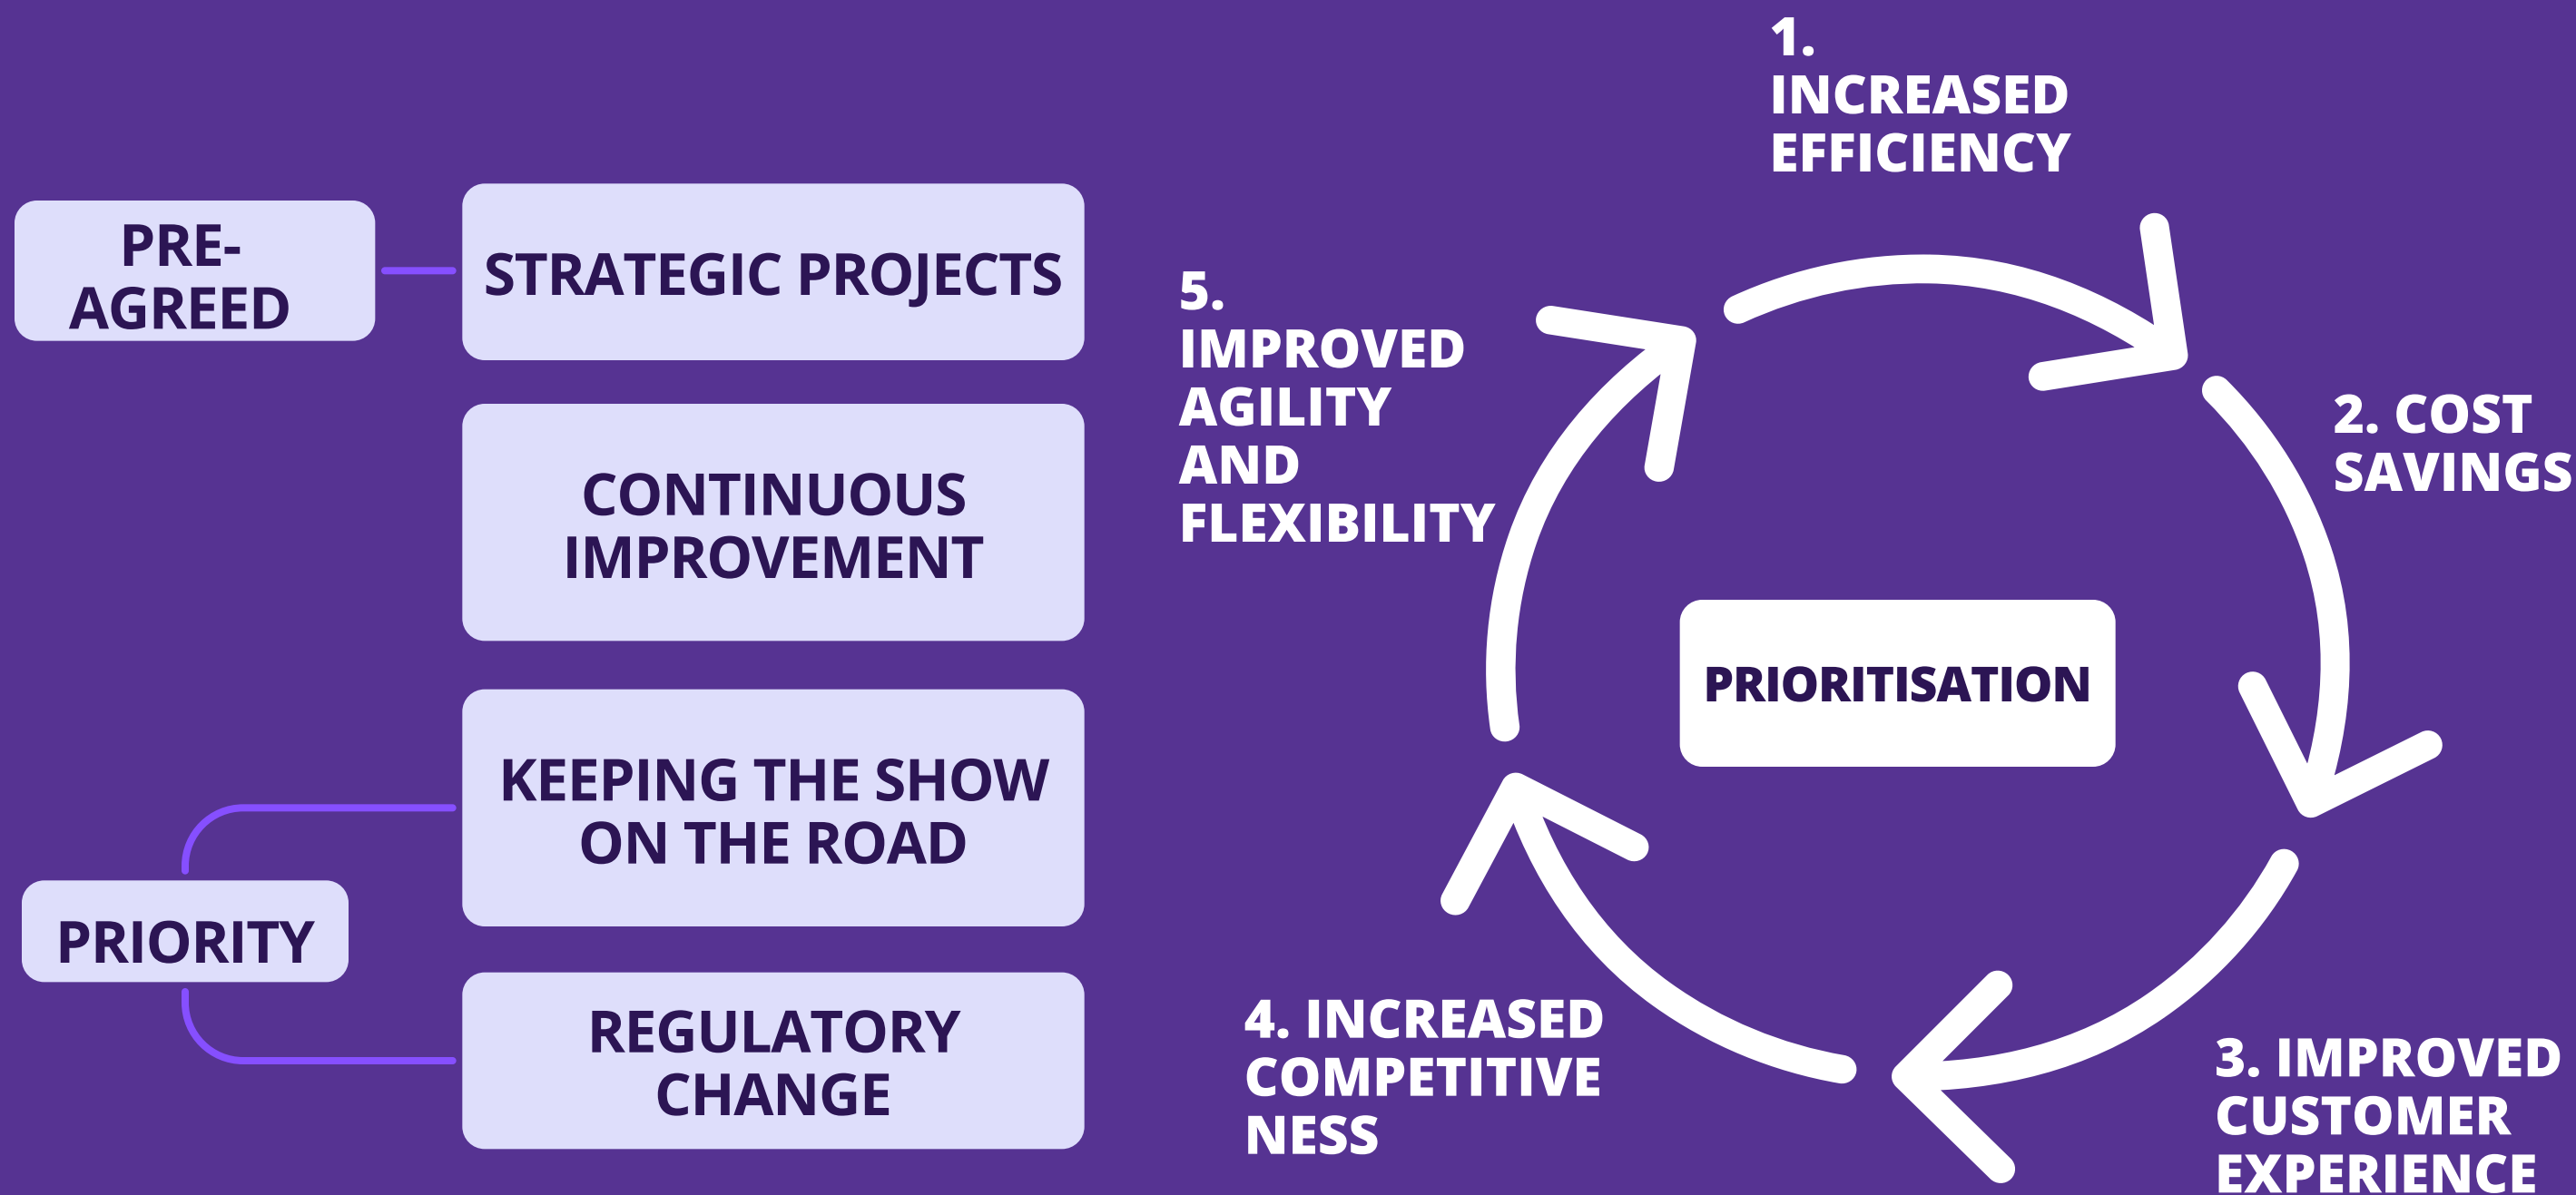 PRE-
AGREED
STRATEGIC PROJECTS
CONTINUOUS
IMPROVEMENT
KEEPING THE SHOW
ON THE ROAD
PRIORITY
REGULATORY
CHANGE
1.
INCREASED
EFFICIENCY
2. COST
SAVINGS
3. IMPROVED
CUSTOMER
EXPERIENCE
4. INCREASED
COMPETITIVE
NESS
5.
IMPROVED
AGILITY
AND
FLEXIBILITY
PRIORITISATION